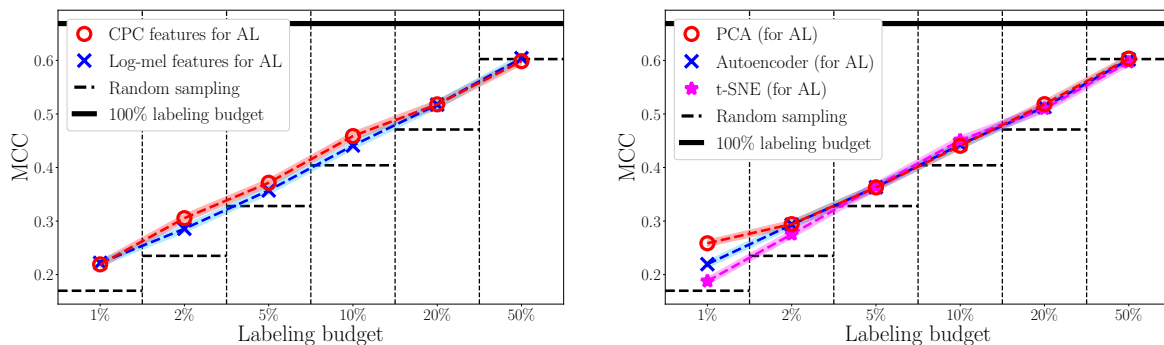 MCC
0.6
0.5
0.4
0.3
0.2
CPC features for AL
Log-mel features for AL
Random sampling
100% labeling budget
1% 2% 5% 10% 20% 50%
Labeling budget
MCC
0.6
0.5
0.4
0.3
0.2
PCA (for AL)
Autoencoder (for AL)
t-SNE (for AL)
Random sampling
100% labeling budget
1% 2% 5% 10% 20% 50%
Labeling budget